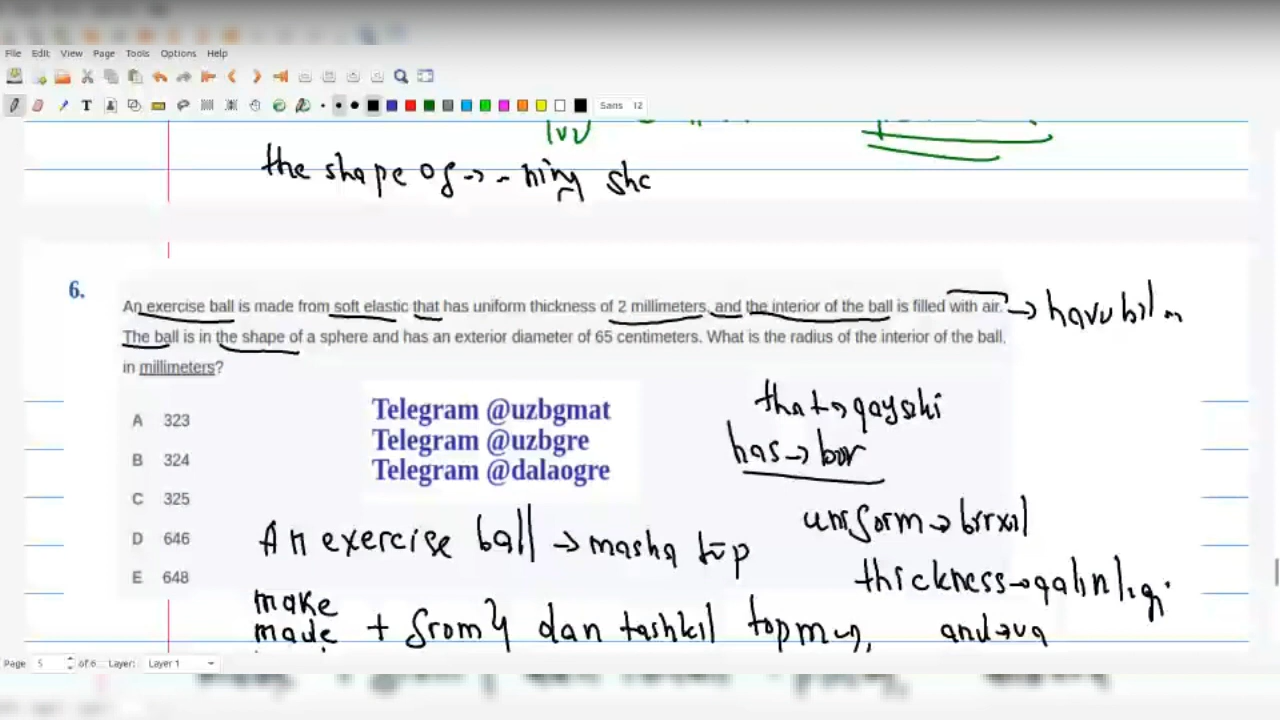 File Edit View Page Tools Options Help
Sans 12
the shape of → - ning sha
6.
An exercise ball is made from soft elastic that has uniform thickness of 2 millimeters, and the interior of the ball is filled with air.
→ havo bilan
The ball is in the shape of a sphere and has an exterior diameter of 65 centimeters. What is the radius of the interior of the ball,
in millimeters?
that → qaysiki
has → bor
A 323
B 324
C 325
D 646
E 648
Telegram @uzbgmat
Telegram @uzbgre
Telegram @dalaogre
uniform → birxil
An exercise ball → mashq to'p
thickness → qalinligi
make
made + from } dan tashkil topmoq,
and → va
Page 5 of 6 Layer: Layer 1